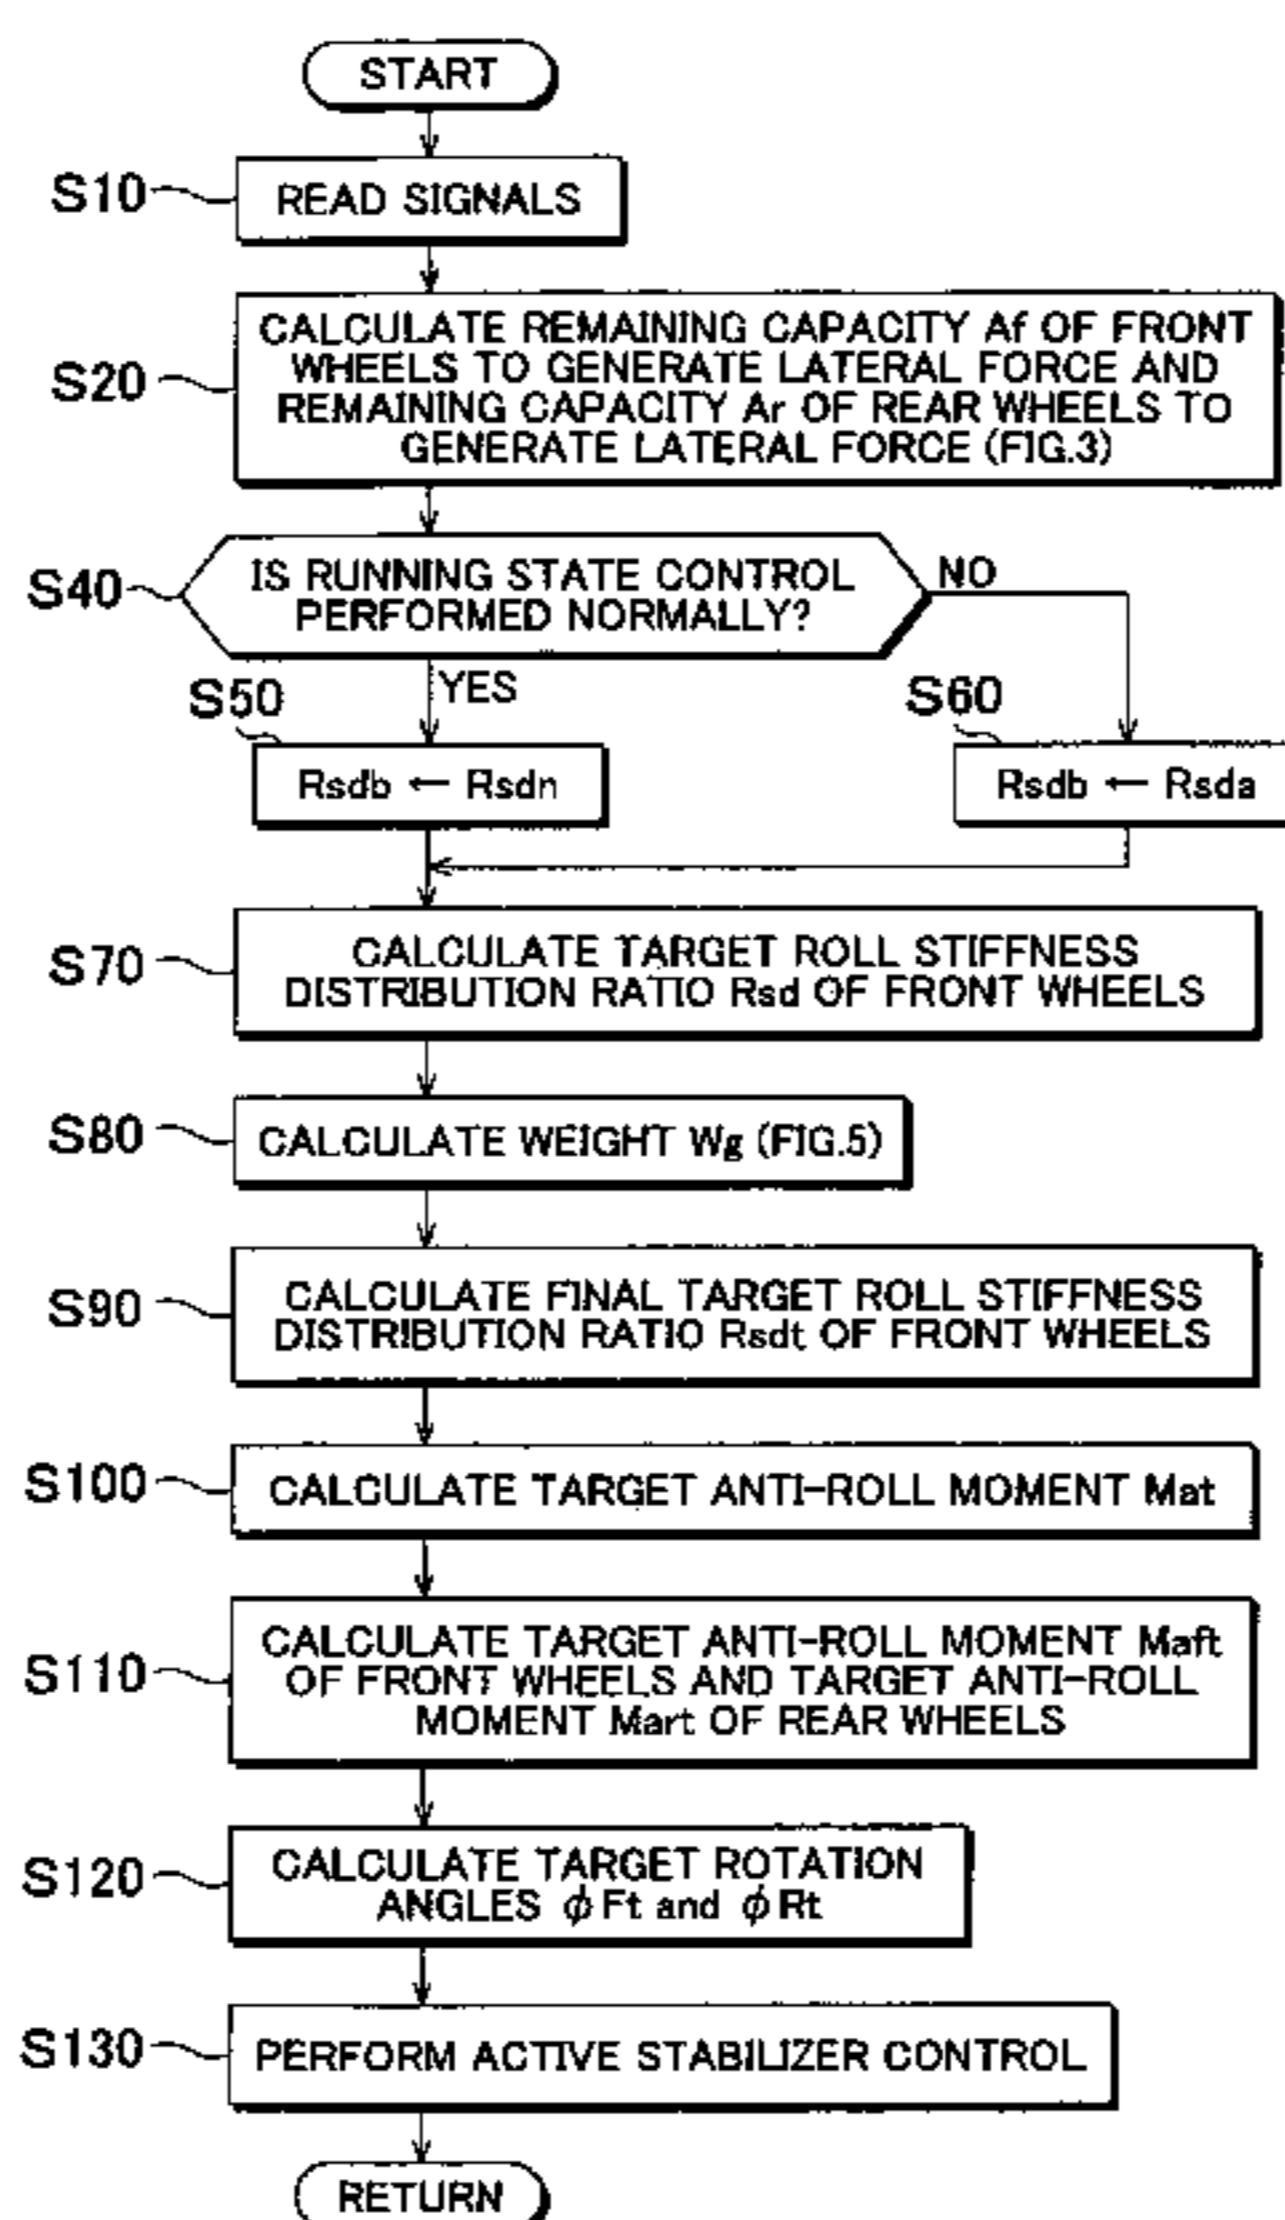 START
S10
READ SIGNALS
S20
CALCULATE REMAINING CAPACITY Af OF FRONT
WHEELS TO GENERATE LATERAL FORCE AND
REMAINING CAPACITY Ar OF REAR WHEELS TO
GENERATE LATERAL FORCE (FIG.3)
S40
IS RUNNING STATE CONTROL
PERFORMED NORMALLY?
NO
YES
S50
Rsdb ← Rsdn
S60
Rsdb ← Rsda
S70
CALCULATE TARGET ROLL STIFFNESS
DISTRIBUTION RATIO Rsd OF FRONT WHEELS
S80
CALCULATE WEIGHT Wg (FIG.5)
S90
CALCULATE FINAL TARGET ROLL STIFFNESS
DISTRIBUTION RATIO Rsdt OF FRONT WHEELS
S100
CALCULATE TARGET ANTI-ROLL MOMENT Mat
S110
CALCULATE TARGET ANTI-ROLL MOMENT Maft
OF FRONT WHEELS AND TARGET ANTI-ROLL
MOMENT Mart OF REAR WHEELS
S120
CALCULATE TARGET ROTATION
ANGLES φFt and φRt
S130
PERFORM ACTIVE STABILIZER CONTROL
RETURN